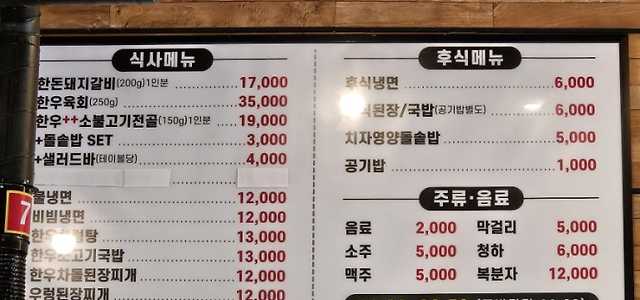 식사메뉴
한돈돼지갈비(200g)1인분 17,000
한우육회(250g) 35,000
한우++소불고기전골(150g)1인분 19,000
+돌솥밥 SET 3,000
+샐러드바(테이블당) 4,000
물냉면 12,000
비빔냉면 12,000
한우 탕 13,000
한우 고기국밥 13,000
한우차돌된장찌개 12,000
우렁된장찌개 12,000
후식메뉴
후식냉면 6,000
된장/국밥(공기밥별도) 6,000
치자영양돌솥밥 5,000
공기밥 1,000
주류·음료
음료 2,000 막걸리 5,000
소주 5,000 청하 6,000
맥주 5,000 복분자 12,000
7